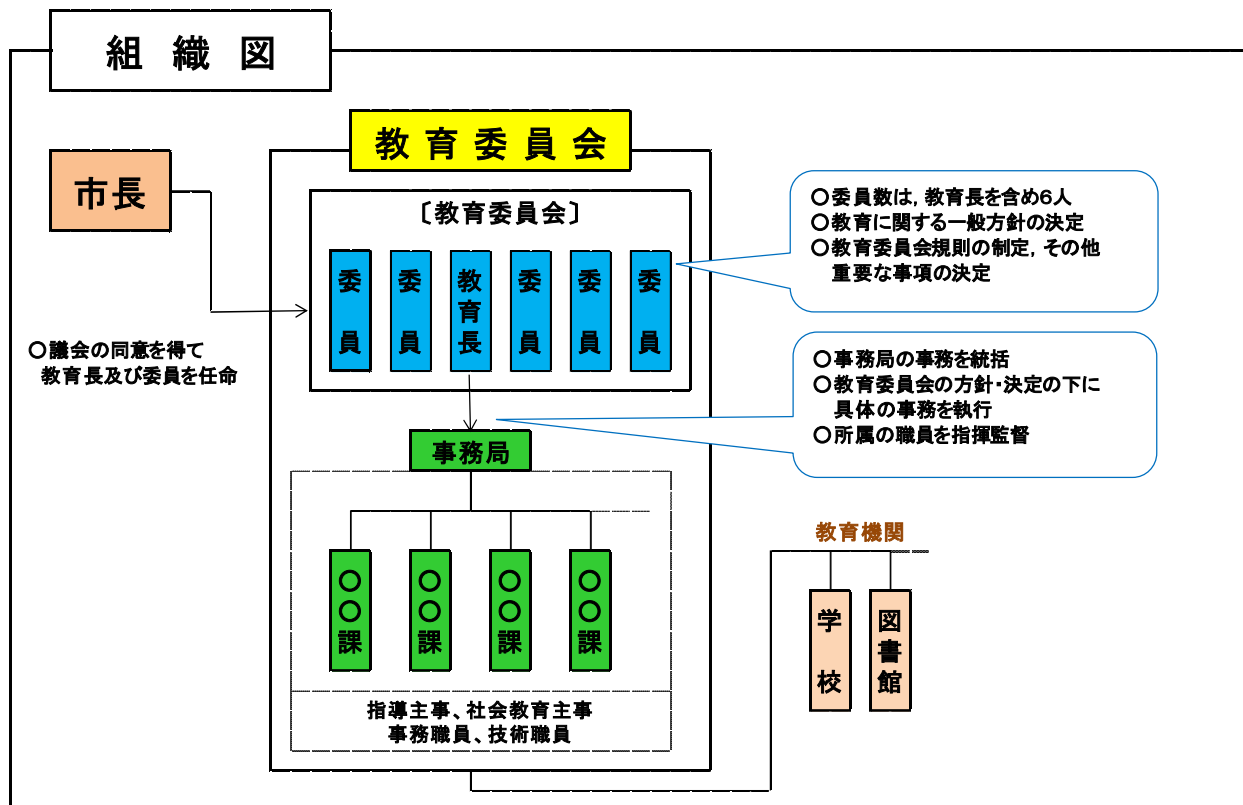 組織図
教育委員会
市長
〔教育委員会〕
委員
委員
教育長
委員
委員
委員
○委員数は，教育長を含め６人
○教育に関する一般方針の決定
○教育委員会規則の制定，その他
重要な事項の決定
○議会の同意を得て
教育長及び委員を任命
○事務局の事務を統括
○教育委員会の方針・決定の下に
具体の事務を執行
○所属の職員を指揮監督
事務局
○○課
○○課
○○課
○○課
指導主事、社会教育主事
事務職員、技術職員
教育機関
学校
図書館